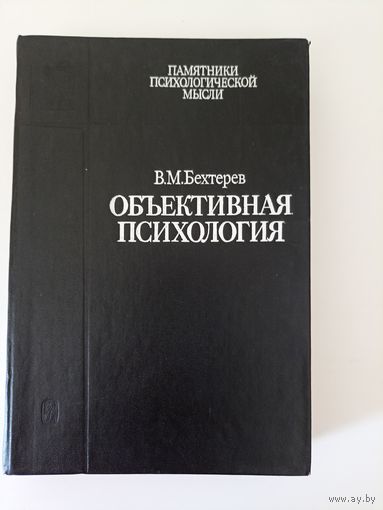 ПАМЯТНИКИ
ПСИХОЛОГИЧЕСКОЙ
МЫСЛИ
В.М.Бехтерев
ОБЪЕКТИВНАЯ
ПСИХОЛОГИЯ
www.ay.by